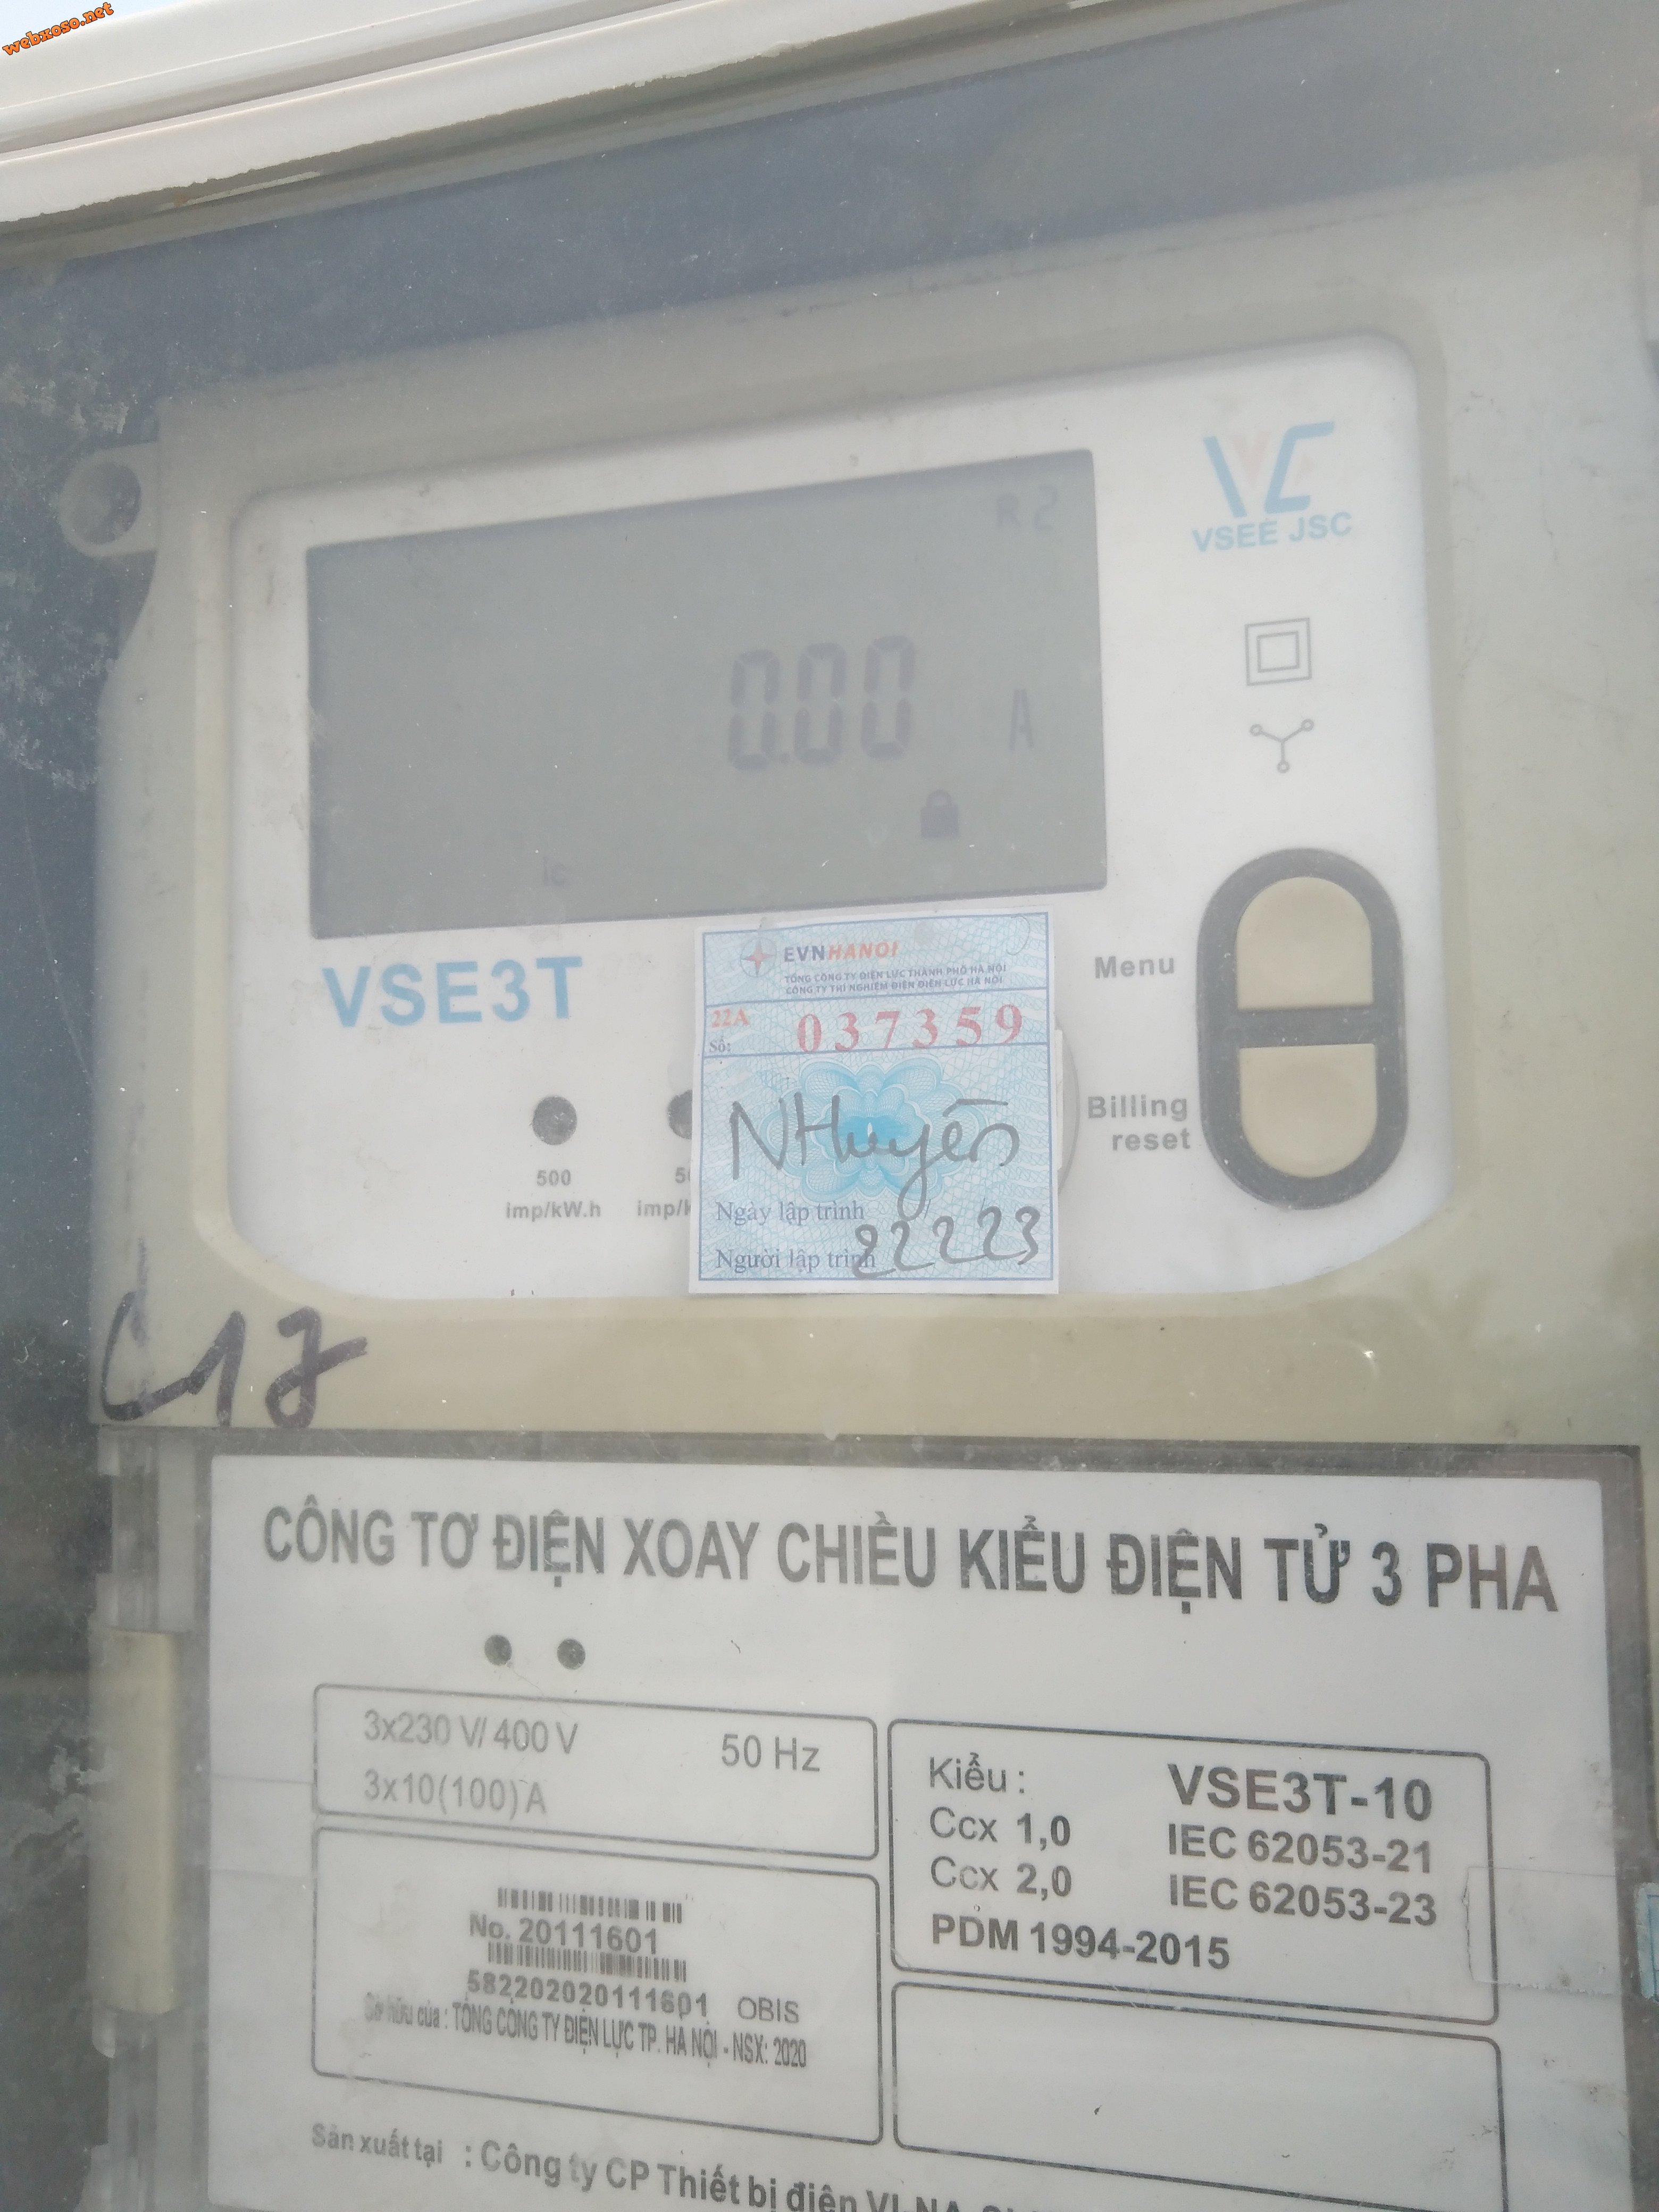 webxoso.net
VSEE JSC
R2
0.00 A
Ic
VSE3T
EVNHANOI
TỔNG CÔNG TY ĐIỆN LỰC THÀNH PHỐ HÀ NỘI
CÔNG TY THÍ NGHIỆM ĐIỆN ĐIỆN LỰC HÀ NỘI
22A
Số: 037359
NHuyền
Ngày lập trình
22/2/23
Người lập trình
Menu
Billing
reset
500
imp/kW.h
C17
CÔNG TƠ ĐIỆN XOAY CHIỀU KIỂU ĐIỆN TỬ 3 PHA
3x230 V/ 400 V 50 Hz
3x10(100)A
Kiểu : VSE3T-10
Ccx 1,0 IEC 62053-21
Ccx 2,0 IEC 62053-23
PDM 1994-2015
No. 20111601
582202020111601 OBIS
Sở hữu của : TỔNG CÔNG TY ĐIỆN LỰC TP. HÀ NỘI - NSX: 2020
Sản xuất tại : Công ty CP Thiết bị điện